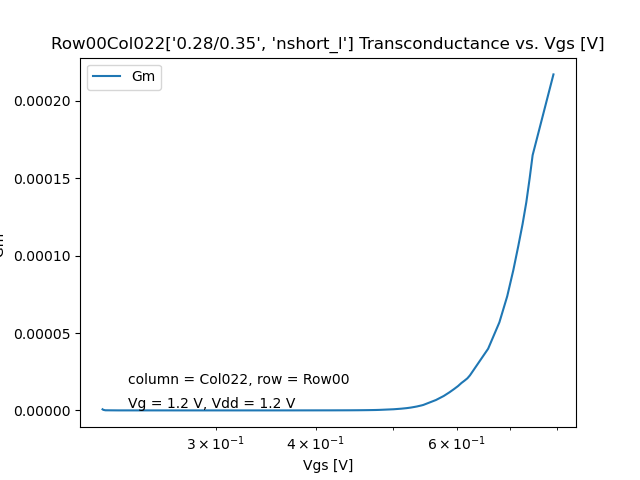 Row00Col022['0.28/0.35', 'nshort_l'] Transconductance vs. Vgs [V]
Gm
0.00020
0.00015
0.00010
0.00005
0.00000
Gm
column = Col022, row = Row00
Vg = 1.2 V, Vdd = 1.2 V
3 × 10⁻¹
4 × 10⁻¹
6 × 10⁻¹
Vgs [V]